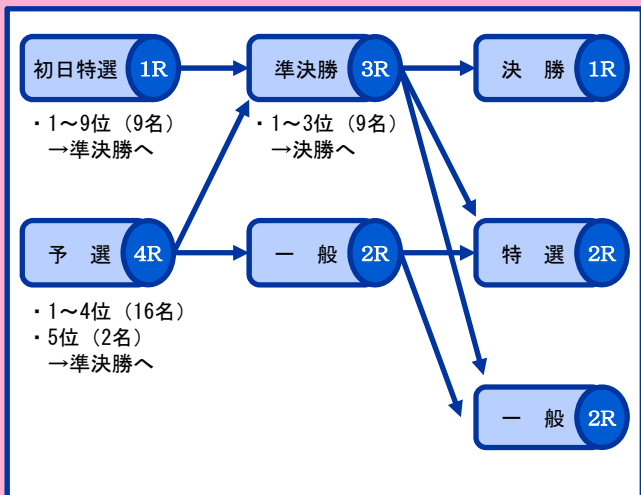 初日特選 1R
準決勝 3R
決 勝 1R
・1～9位（9名）
→準決勝へ
・1～3位（9名）
→決勝へ
予 選 4R
一 般 2R
特 選 2R
・1～4位（16名）
・5位（2名）
→準決勝へ
一 般 2R